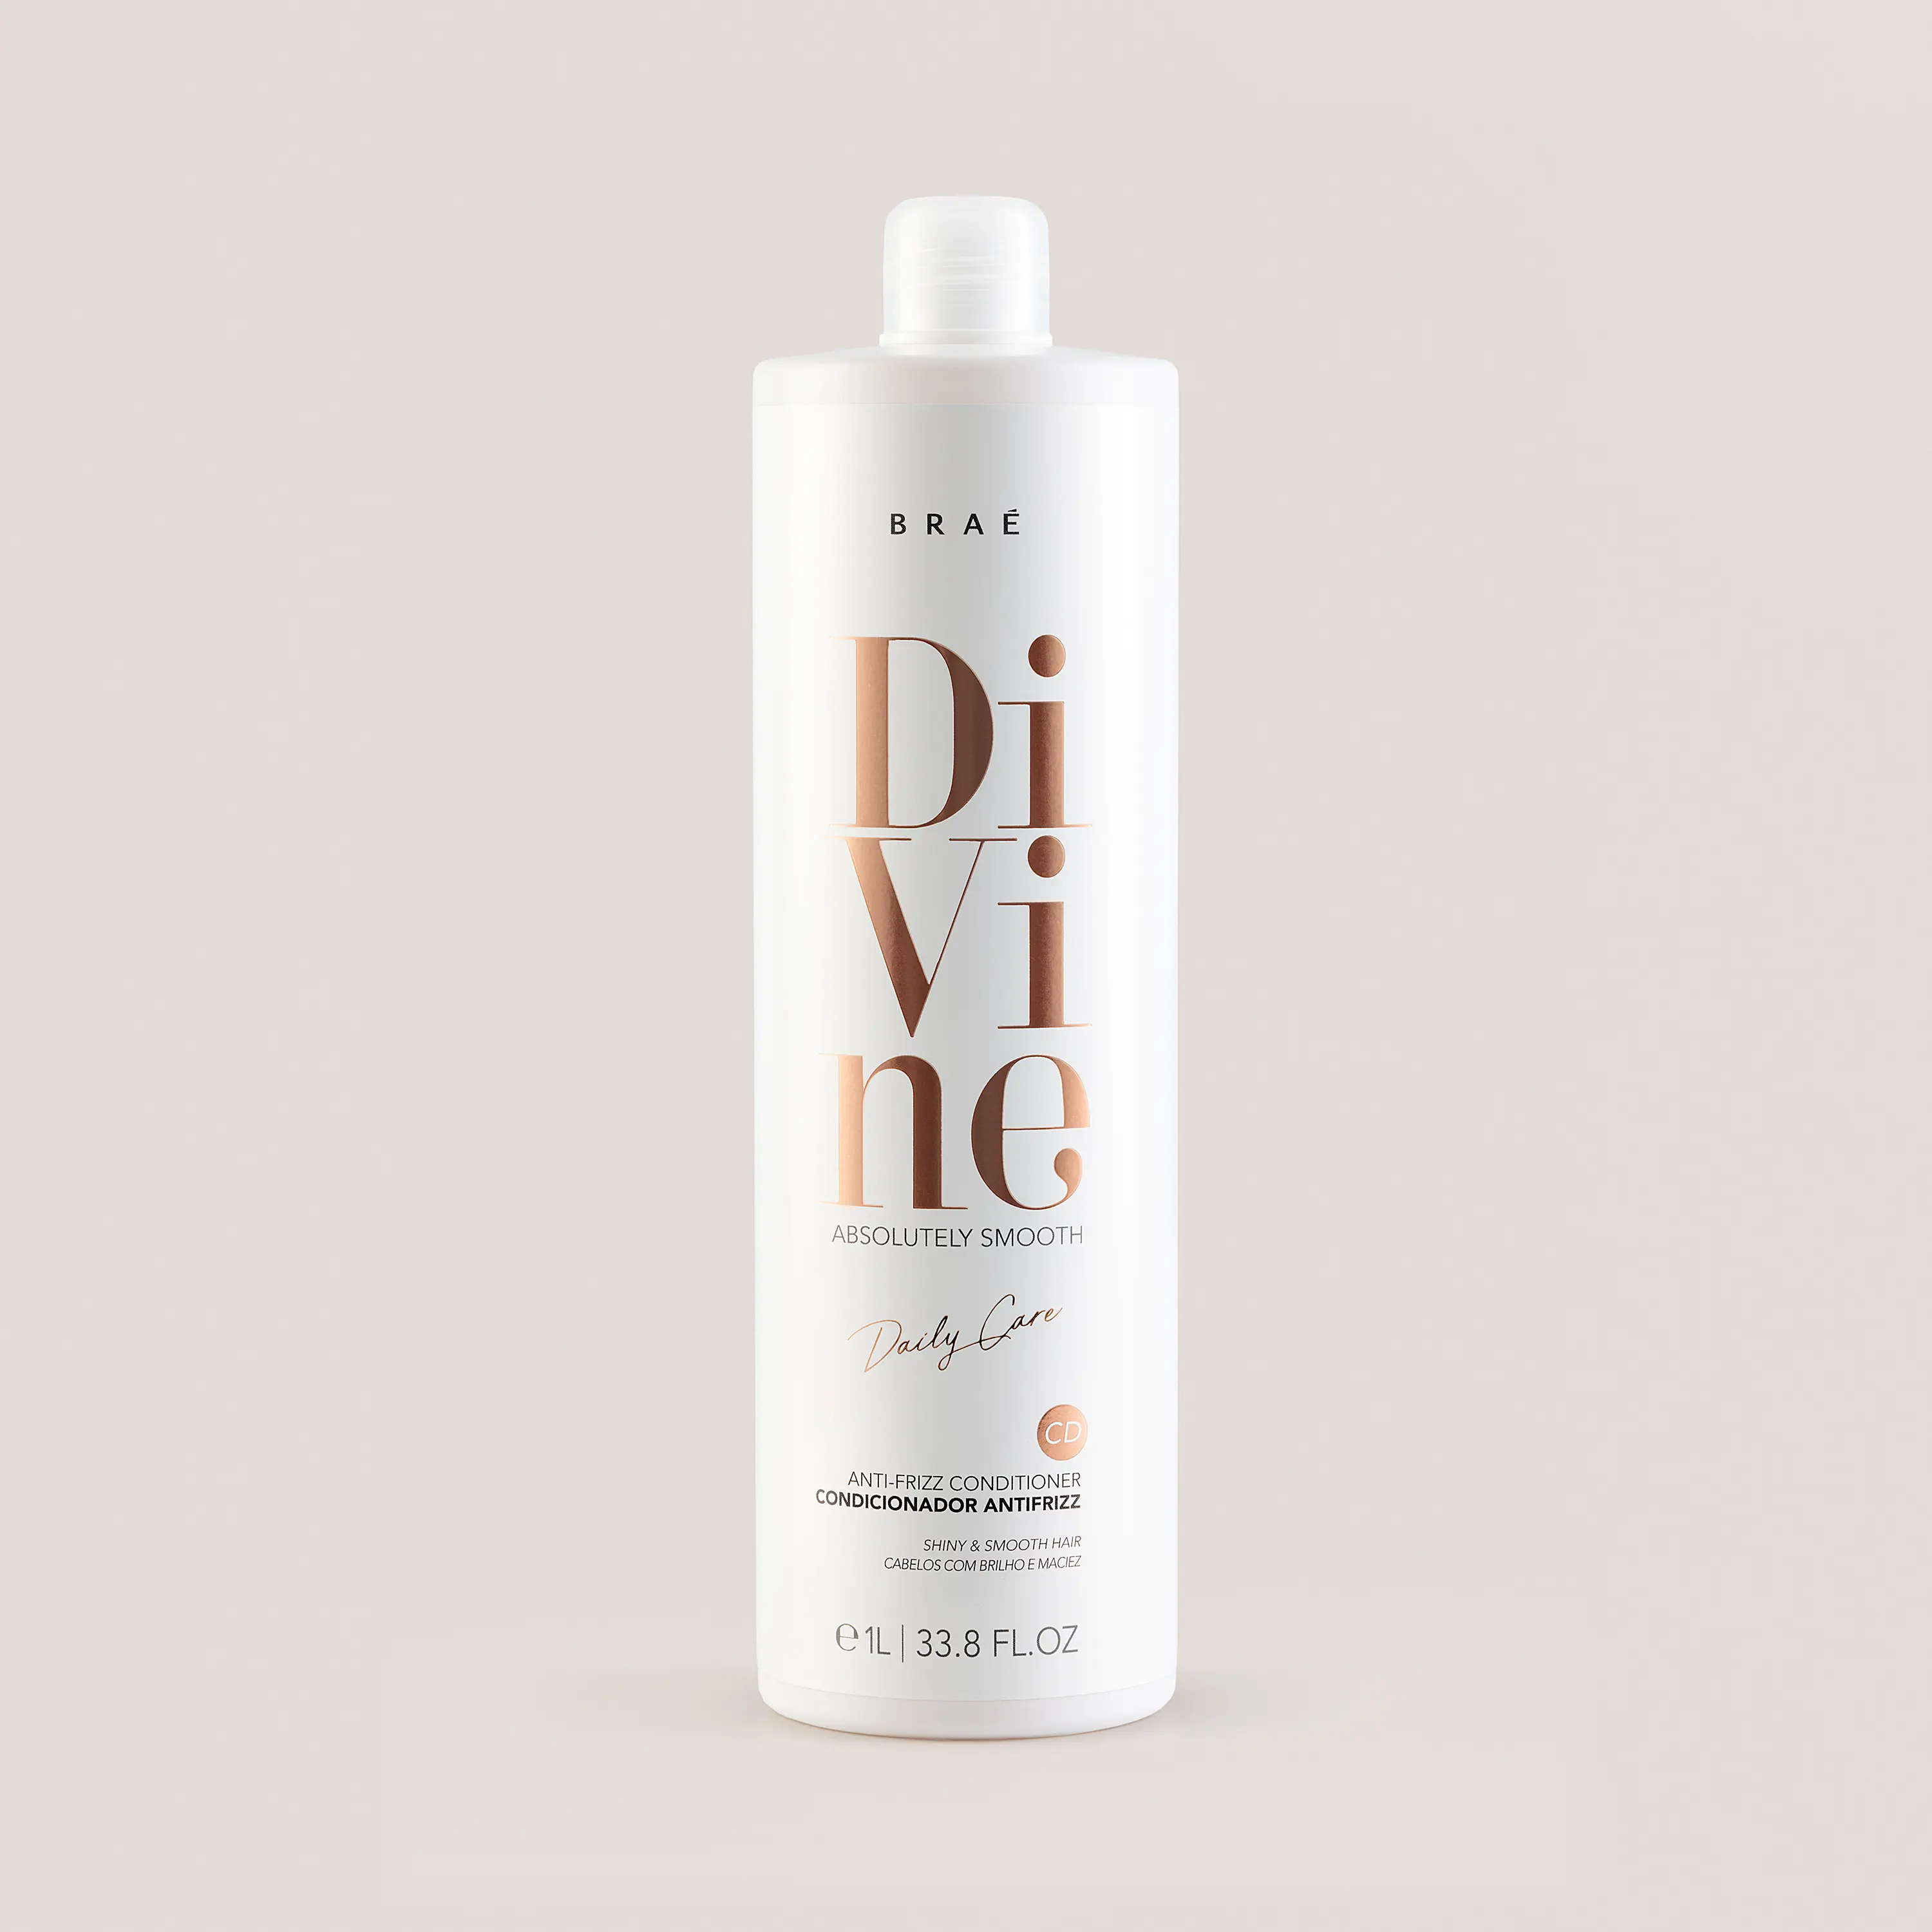 BRAÉ
Di
Vi
ne
ABSOLUTELY SMOOTH
Daily Care
CD
ANTI-FRIZZ CONDITIONER
CONDICIONADOR ANTIFRIZZ
SHINY & SMOOTH HAIR
CABELOS COM BRILHO E MACIEZ
℮ 1L | 33.8 FL.OZ